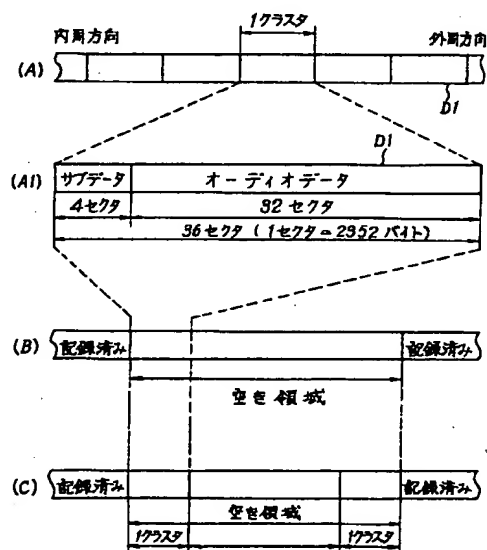 1クラスタ
内周方向
外周方向
(A)
D1
(A1)
D1
サブデータ
オーディオデータ
4セクタ
32セクタ
36セクタ (1セクタ=2352バイト)
(B)
記録済み
記録済み
空き領域
(C)
記録済み
記録済み
空き領域
1クラスタ
1クラスタ